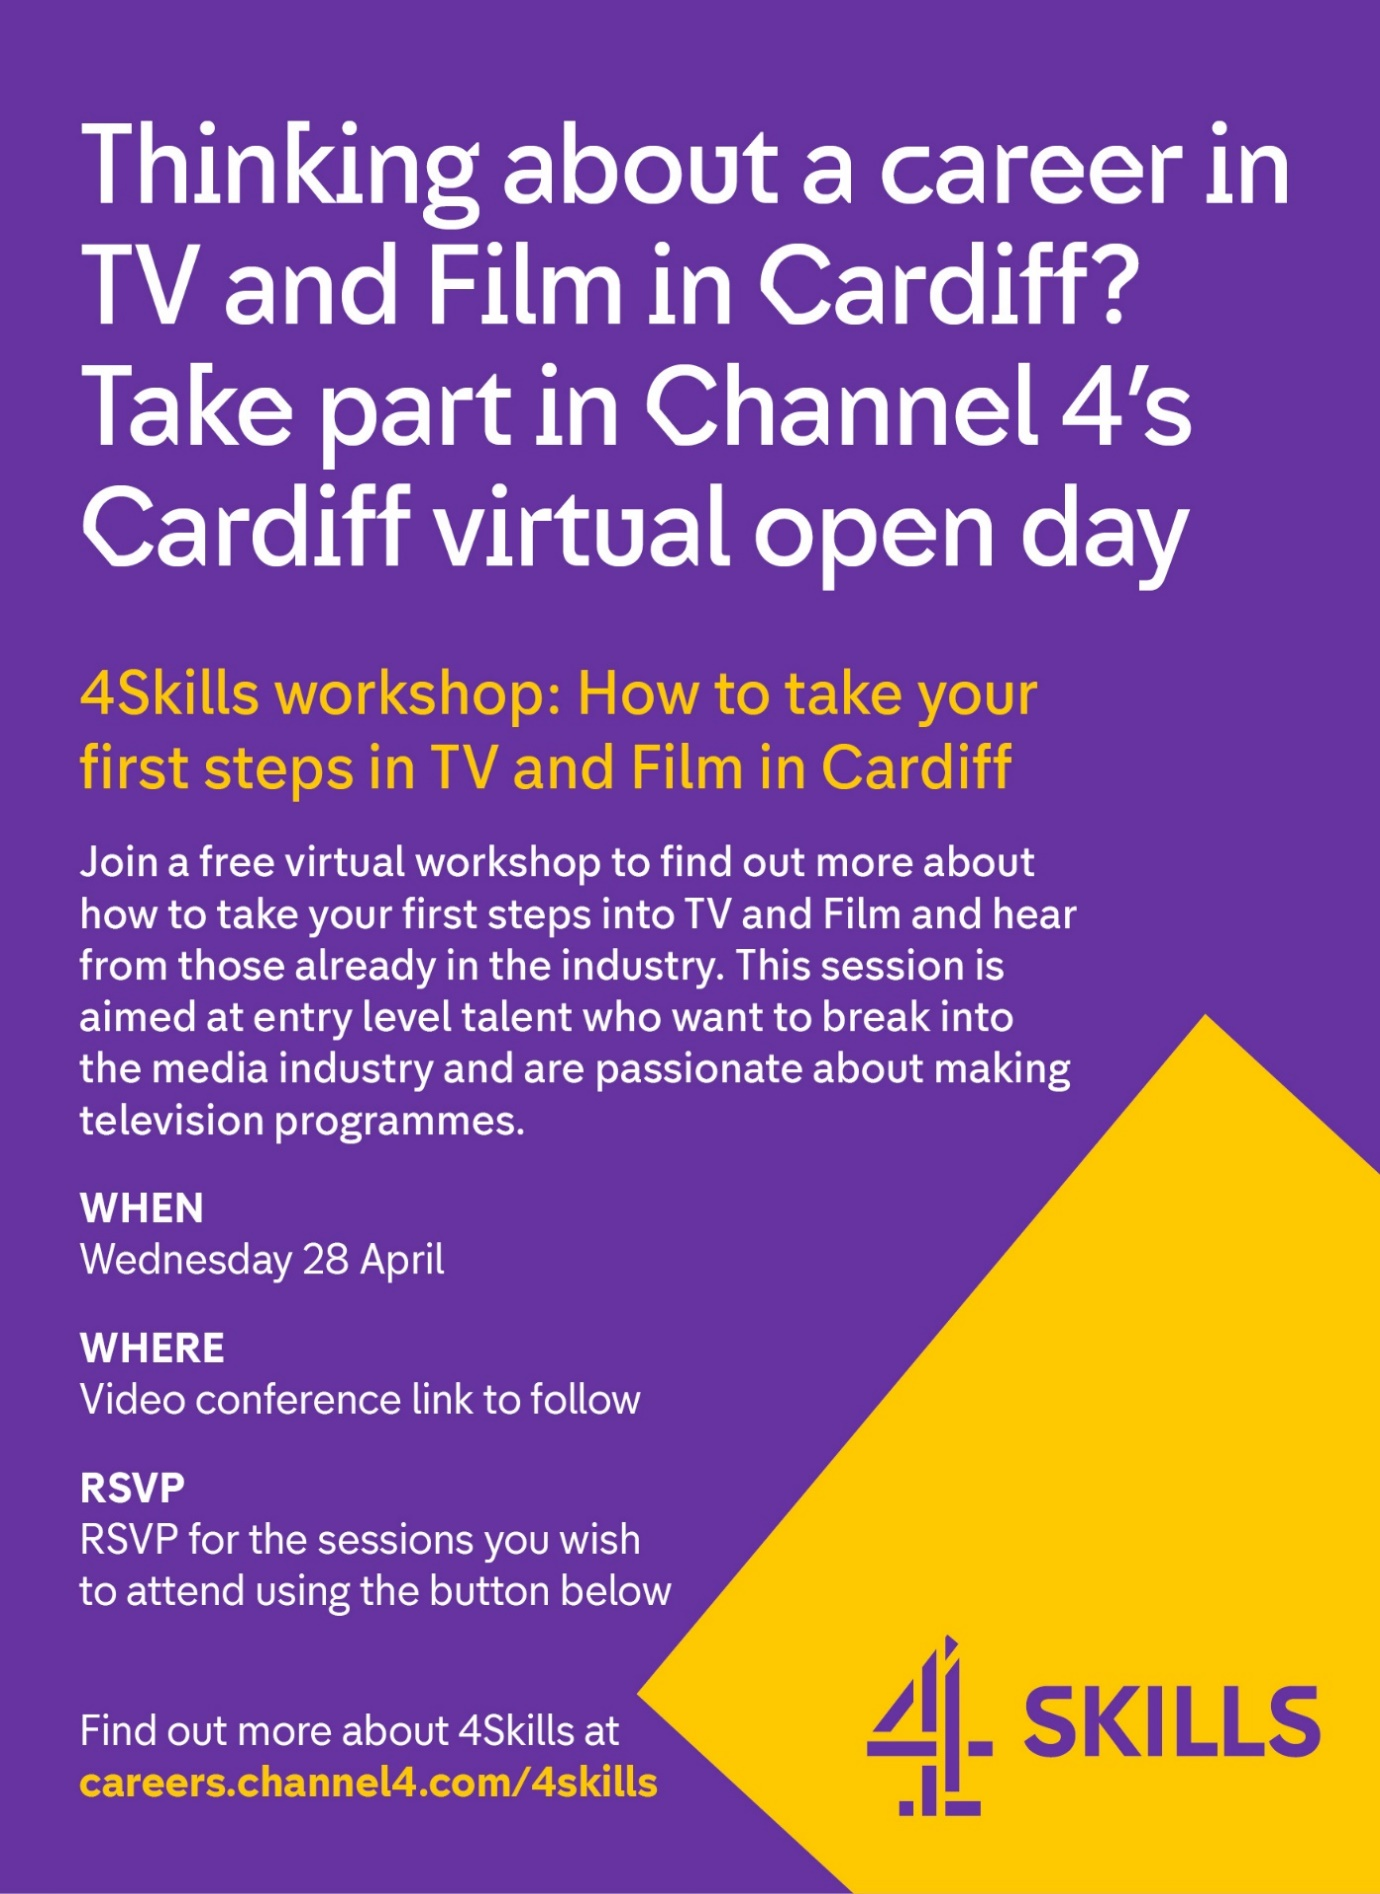 Thinking about a career in
TV and Film in Cardiff?
Take part in Channel 4’s
Cardiff virtual open day
4Skills workshop: How to take your
first steps in TV and Film in Cardiff
Join a free virtual workshop to find out more about
how to take your first steps into TV and Film and hear
from those already in the industry. This session is
aimed at entry level talent who want to break into
the media industry and are passionate about making
television programmes.
WHEN
Wednesday 28 April
WHERE
Video conference link to follow
RSVP
RSVP for the sessions you wish
to attend using the button below
Find out more about 4Skills at
careers.channel4.com/4skills
4 SKILLS